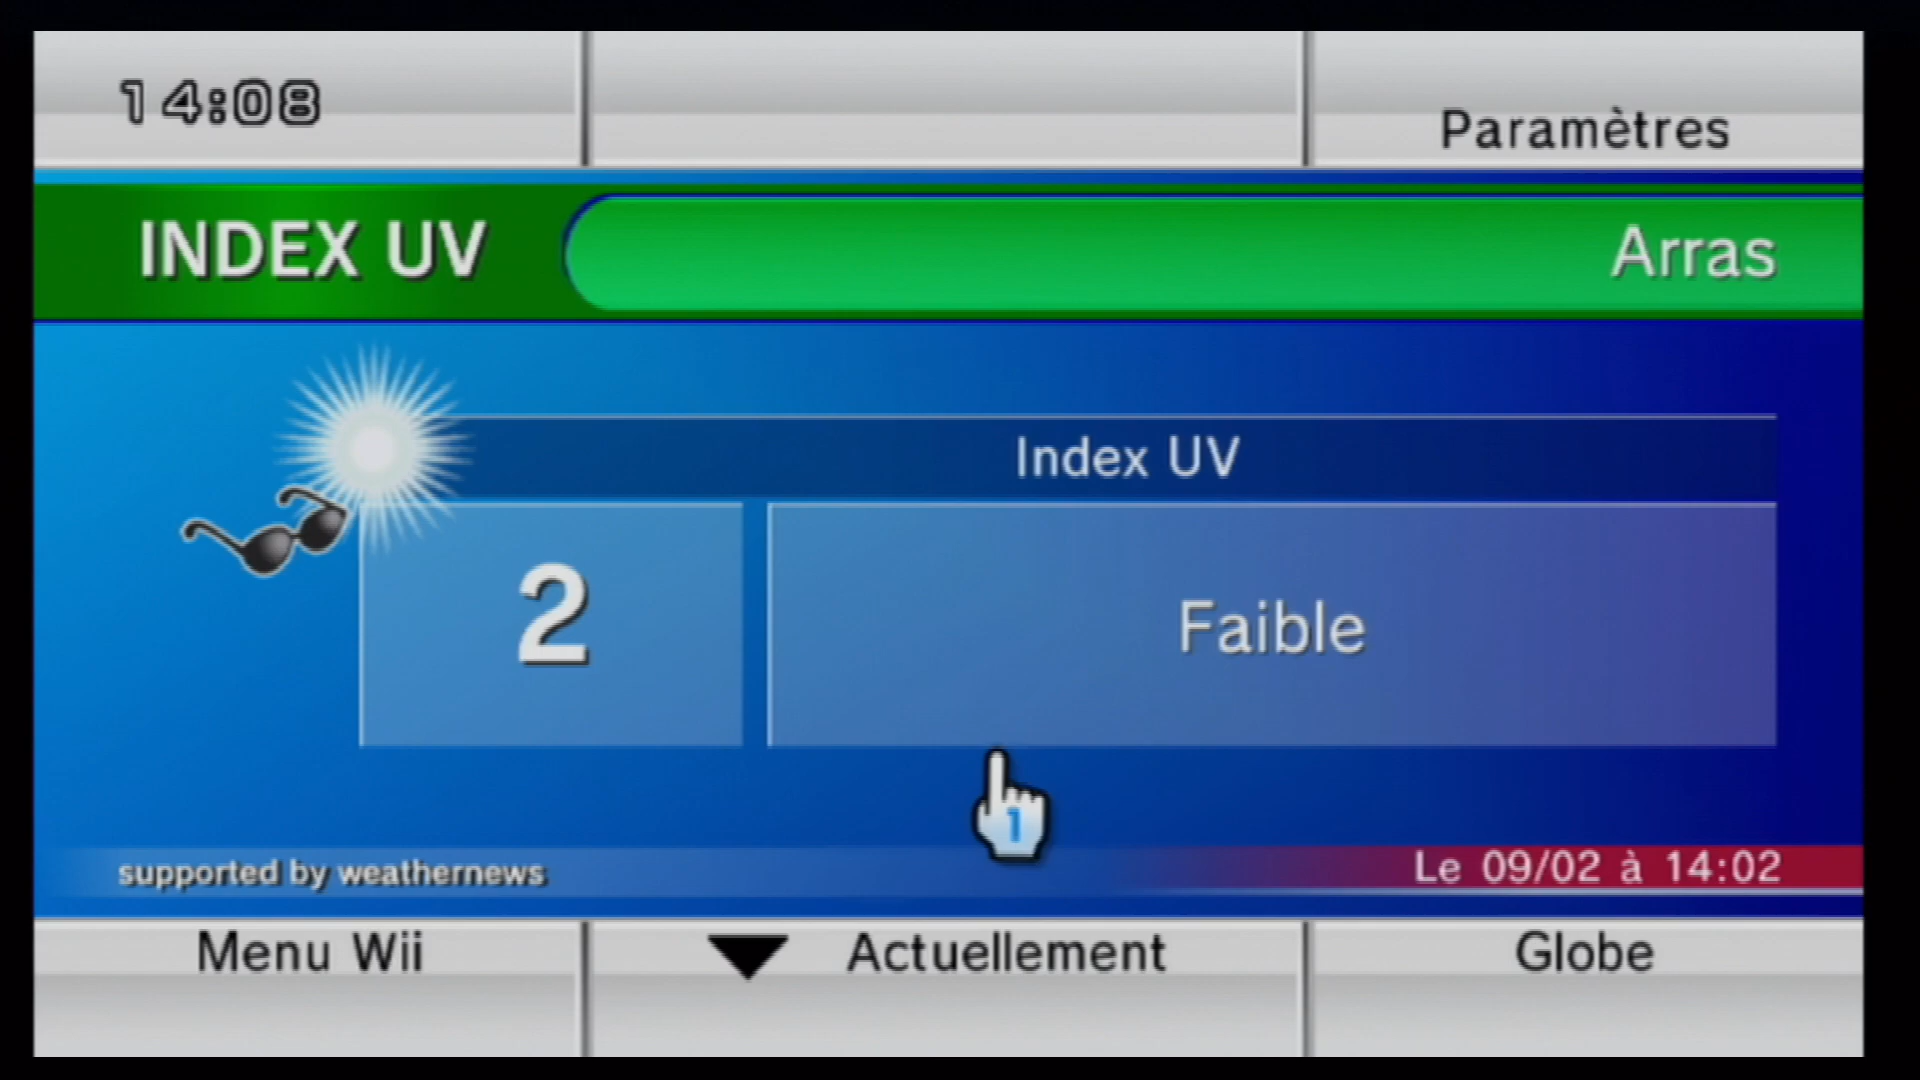 14:08
Paramètres
INDEX UV
Arras
Index UV
2
Faible
1
supported by weathernews
Le 09/02 à 14:02
Menu Wii
Actuellement
Globe